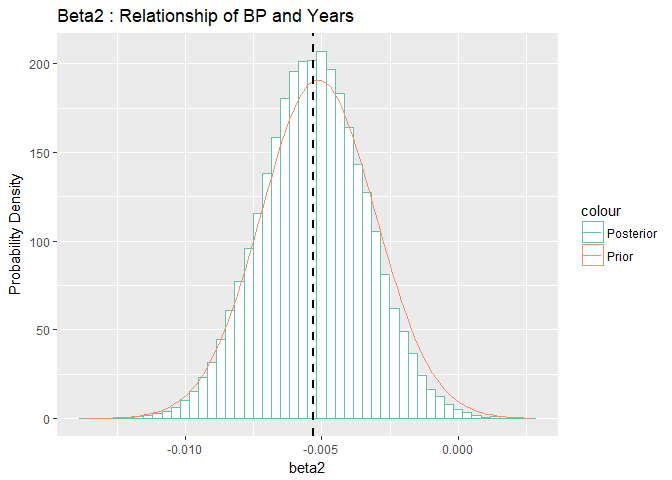 Beta2 : Relationship of BP and Years
Probability Density
200
150
100
50
0
-0.010
-0.005
0.000
beta2
colour
Posterior
Prior